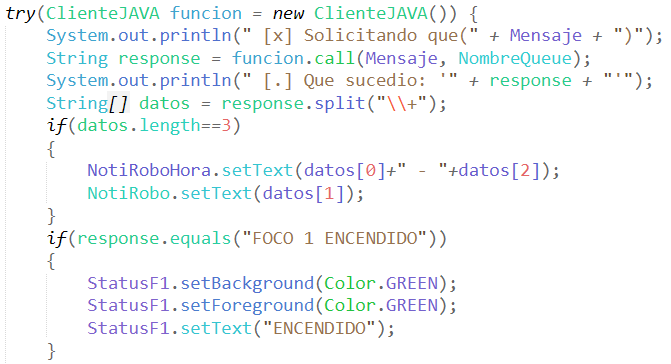 try(ClienteJAVA funcion = new ClienteJAVA()) {
System.out.println(" [x] Solicitando que(" + Mensaje + ")");
String response = funcion.call(Mensaje, NombreQueue);
System.out.println(" [.] Que sucedio: '" + response + "'");
String[] datos = response.split("\\+");
if(datos.length==3)
{
NotiRoboHora.setText(datos[0]+" - "+datos[2]);
NotiRobo.setText(datos[1]);
}
if(response.equals("FOCO 1 ENCENDIDO"))
{
StatusF1.setBackground(Color.GREEN);
StatusF1.setForeground(Color.GREEN);
StatusF1.setText("ENCENDIDO");
}